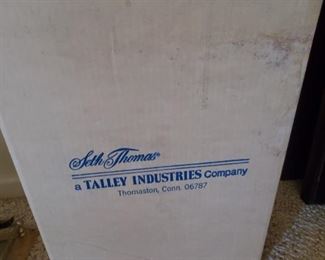 Seth Thomas®
a TALLEY INDUSTRIES Company
Thomaston, Conn. 06787